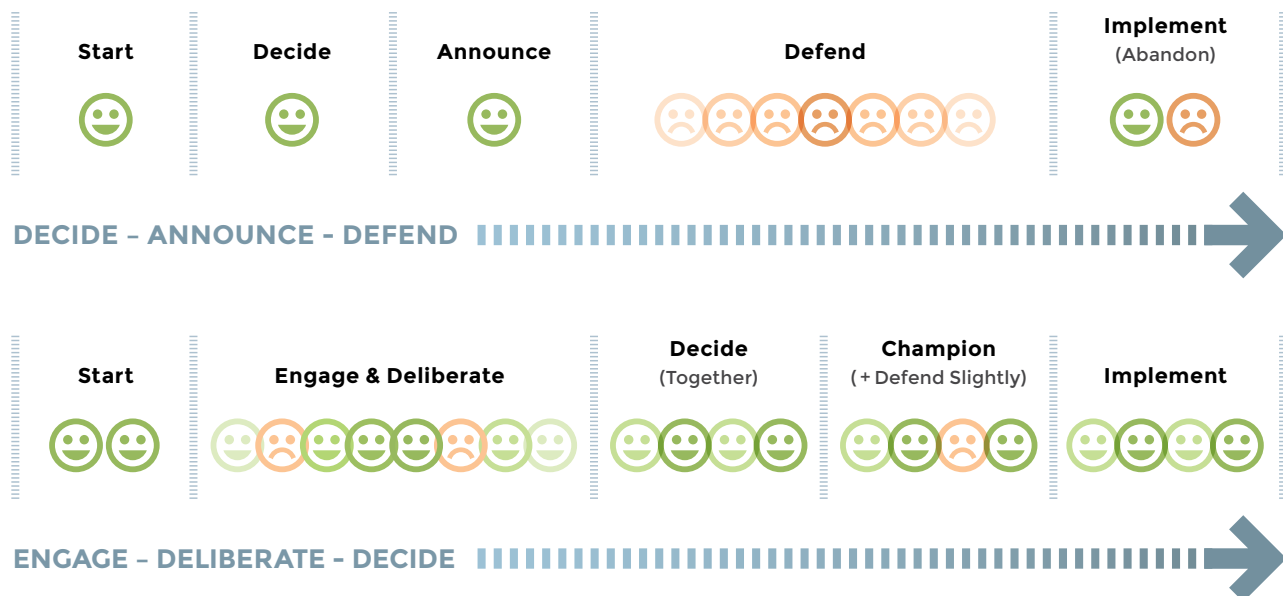 Start
Decide
Announce
Defend
Implement
(Abandon)
DECIDE – ANNOUNCE - DEFEND
Start
Engage & Deliberate
Decide
(Together)
Champion
(+ Defend Slightly)
Implement
ENGAGE – DELIBERATE - DECIDE